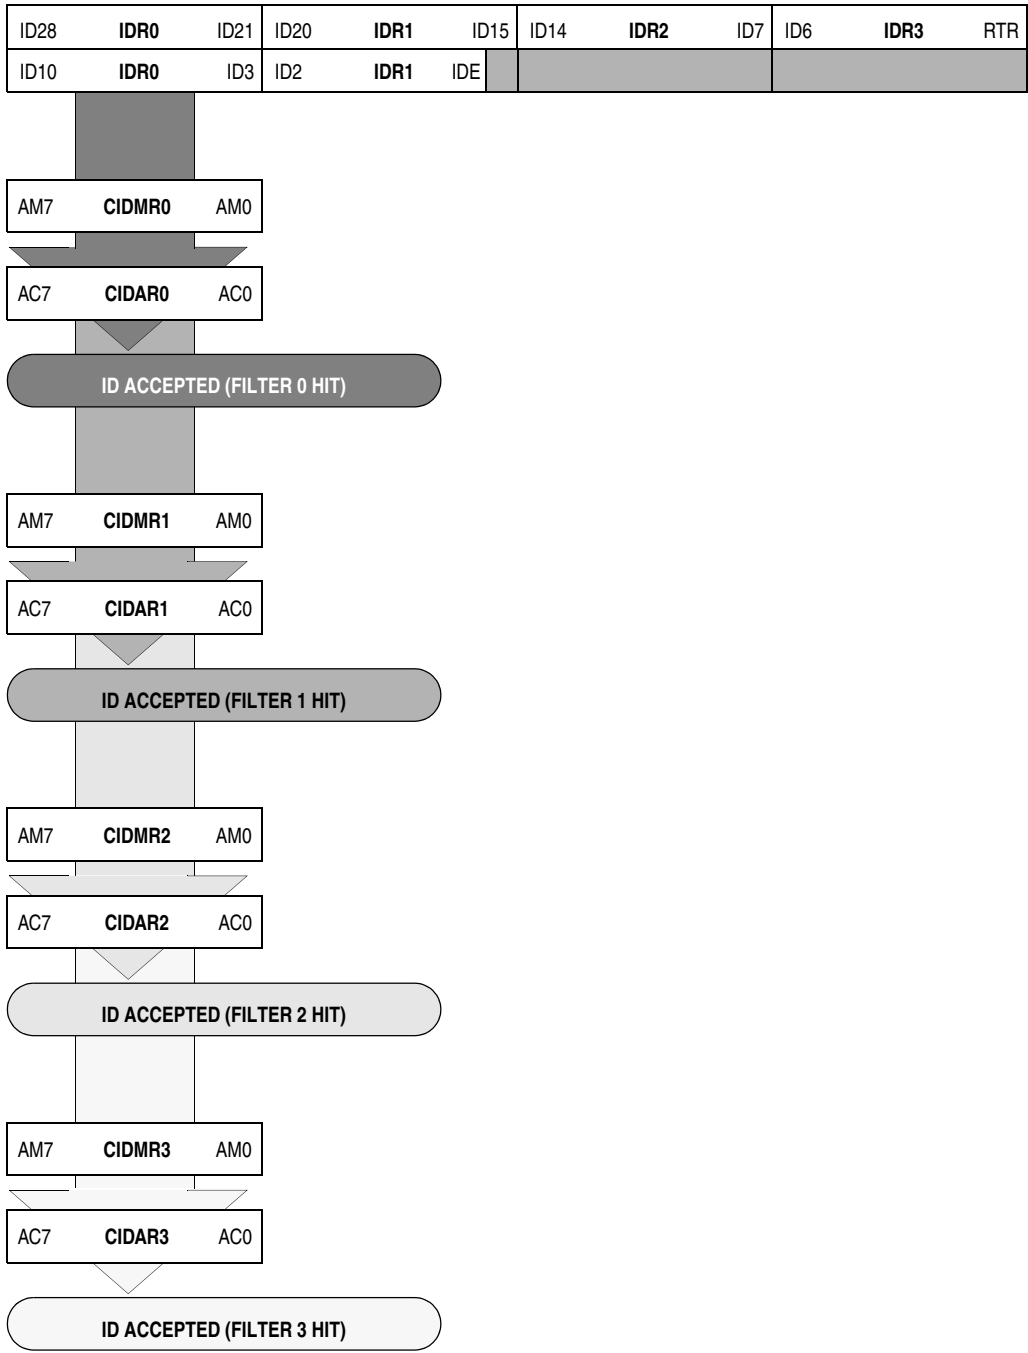 ID28 IDR0 ID21 ID20 IDR1 ID15 ID14 IDR2 ID7 ID6 IDR3 RTR
ID10 IDR0 ID3 ID2 IDR1 IDE
AM7 CIDMR0 AM0
AC7 CIDAR0 AC0
ID ACCEPTED (FILTER 0 HIT)
AM7 CIDMR1 AM0
AC7 CIDAR1 AC0
ID ACCEPTED (FILTER 1 HIT)
AM7 CIDMR2 AM0
AC7 CIDAR2 AC0
ID ACCEPTED (FILTER 2 HIT)
AM7 CIDMR3 AM0
AC7 CIDAR3 AC0
ID ACCEPTED (FILTER 3 HIT)